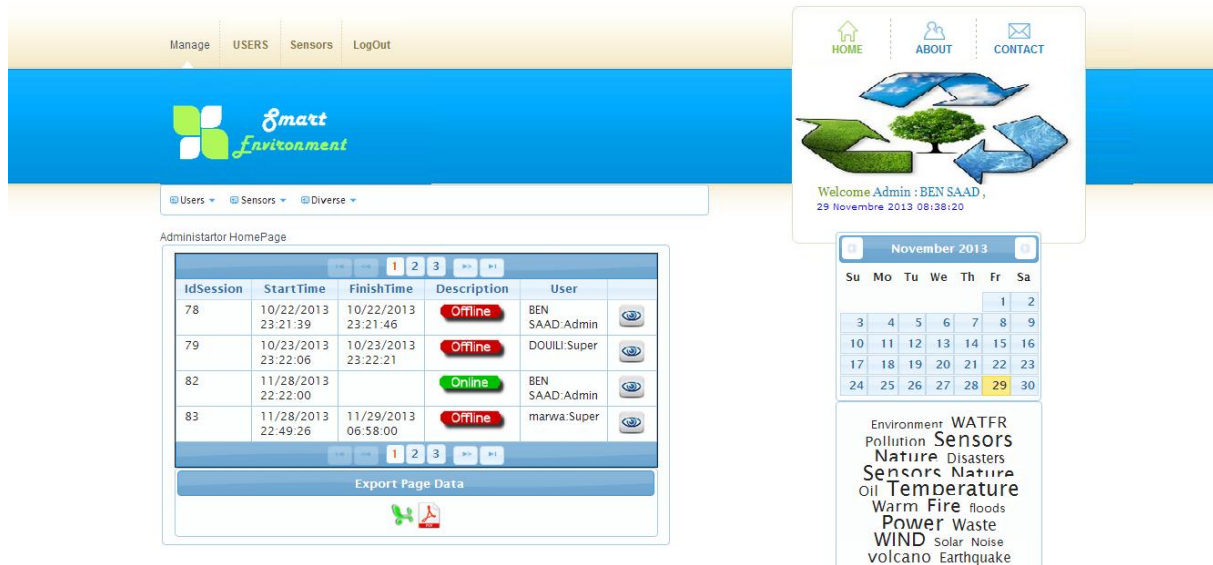 Manage USERS Sensors LogOut
HOME ABOUT CONTACT
Smart
Environment
Welcome Admin : BEN SAAD ,
29 Novembre 2013 08:38:20
Users Sensors Diverse
Administartor HomePage
1 2 3
IdSession StartTime FinishTime Description User
78 10/22/2013 23:21:39 10/22/2013 23:21:46 Offline BEN SAAD:Admin
79 10/23/2013 23:22:06 10/23/2013 23:22:21 Offline DOUILI:Super
82 11/28/2013 22:22:00 Online BEN SAAD:Admin
83 11/28/2013 22:49:26 11/29/2013 06:58:00 Offline marwa:Super
1 2 3
Export Page Data
PDF
November 2013
Su Mo Tu We Th Fr Sa
1 2
3 4 5 6 7 8 9
10 11 12 13 14 15 16
17 18 19 20 21 22 23
24 25 26 27 28 29 30
Environment WATER
Pollution Sensors
Nature Disasters
Sensors Nature
Oil Temperature
Warm Fire floods
Power Waste
WIND Solar Noise
volcano Earthquake